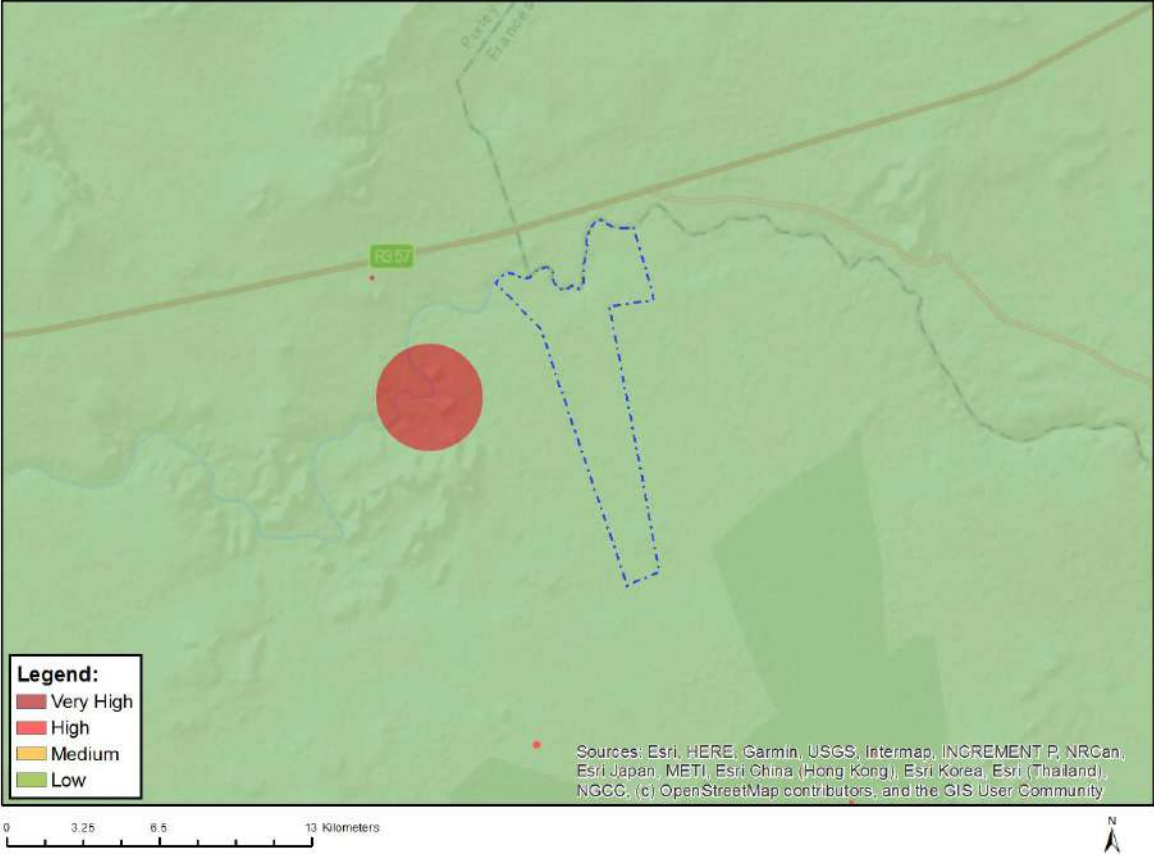 Pixley
Frances
R357
Legend:
Very High
High
Medium
Low
Sources: Esri, HERE, Garmin, USGS, Intermap, INCREMENT P, NRCan,
Esri Japan, METI, Esri China (Hong Kong), Esri Korea, Esri (Thailand),
NGCC, (c) OpenStreetMap contributors, and the GIS User Community
0 3.25 6.5 13 Kilometers
N